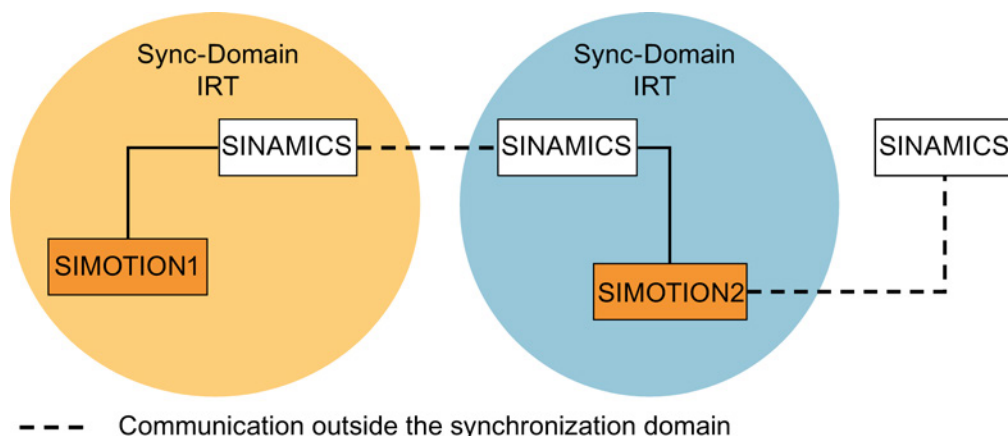 Sync-Domain
IRT
Sync-Domain
IRT
SINAMICS
SINAMICS
SINAMICS
SIMOTION1
SIMOTION2
Communication outside the synchronization domain